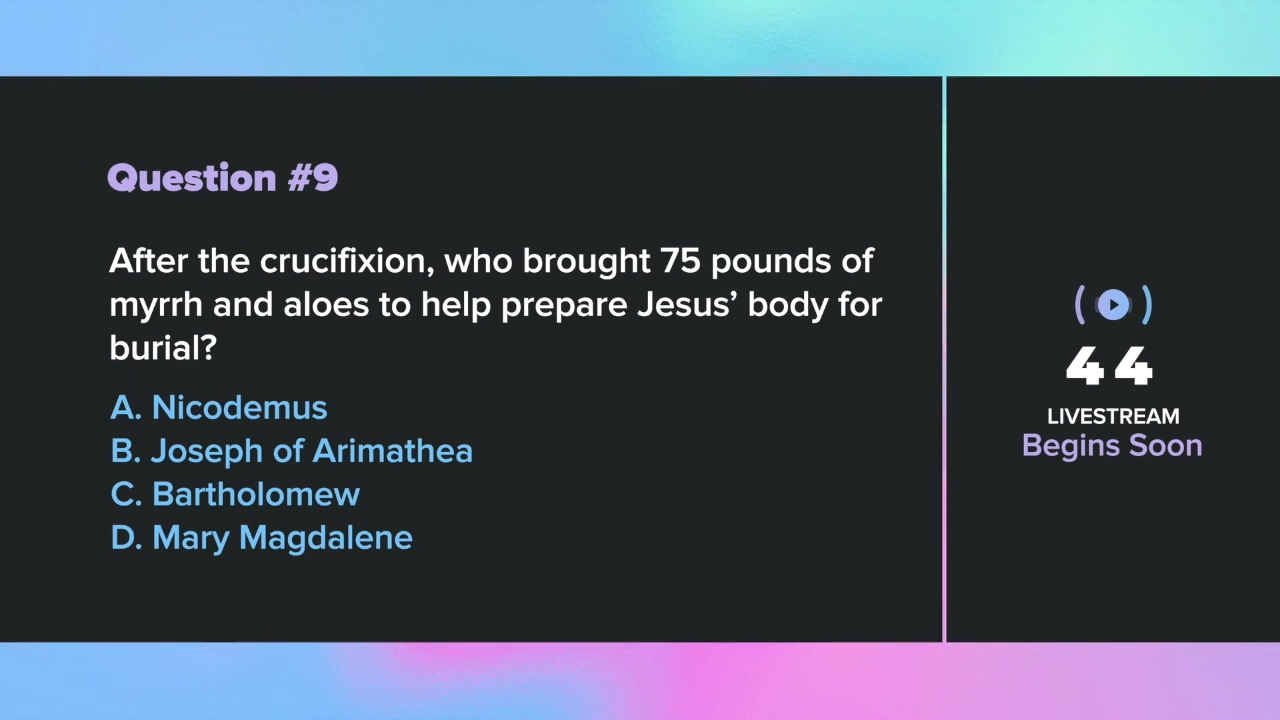 Question #9
After the crucifixion, who brought 75 pounds of
myrrh and aloes to help prepare Jesus’ body for
burial?
A. Nicodemus
B. Joseph of Arimathea
C. Bartholomew
D. Mary Magdalene
44
LIVESTREAM
Begins Soon